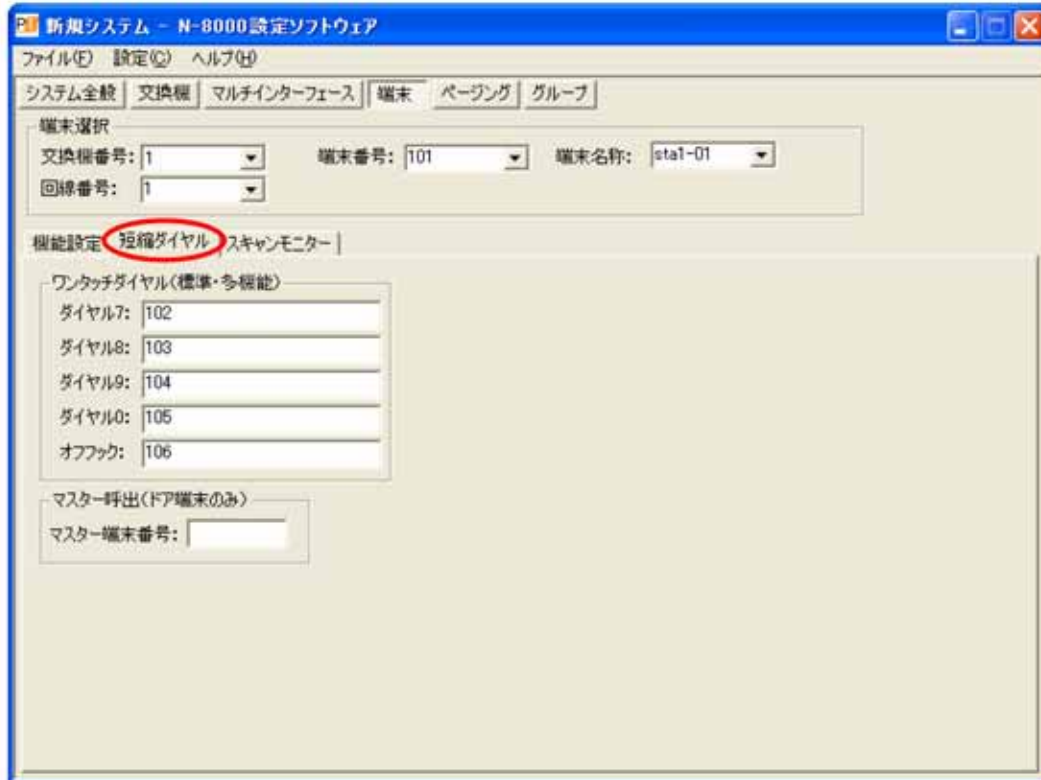 新規システム - N-8000設定ソフトウェア
ファイル(F) 設定(C) ヘルプ(H)
システム全般 交換機 マルチインターフェース 端末 ページング グループ
端末選択
交換機番号: 1 端末番号: 101 端末名称: sta1-01
回線番号: 1
機能設定 短縮ダイヤル スキャンモニター
ワンタッチダイヤル(標準・多機能)
ダイヤル7: 102
ダイヤル8: 103
ダイヤル9: 104
ダイヤル0: 105
オフフック: 106
マスター呼出(ドア端末のみ)
マスター端末番号: